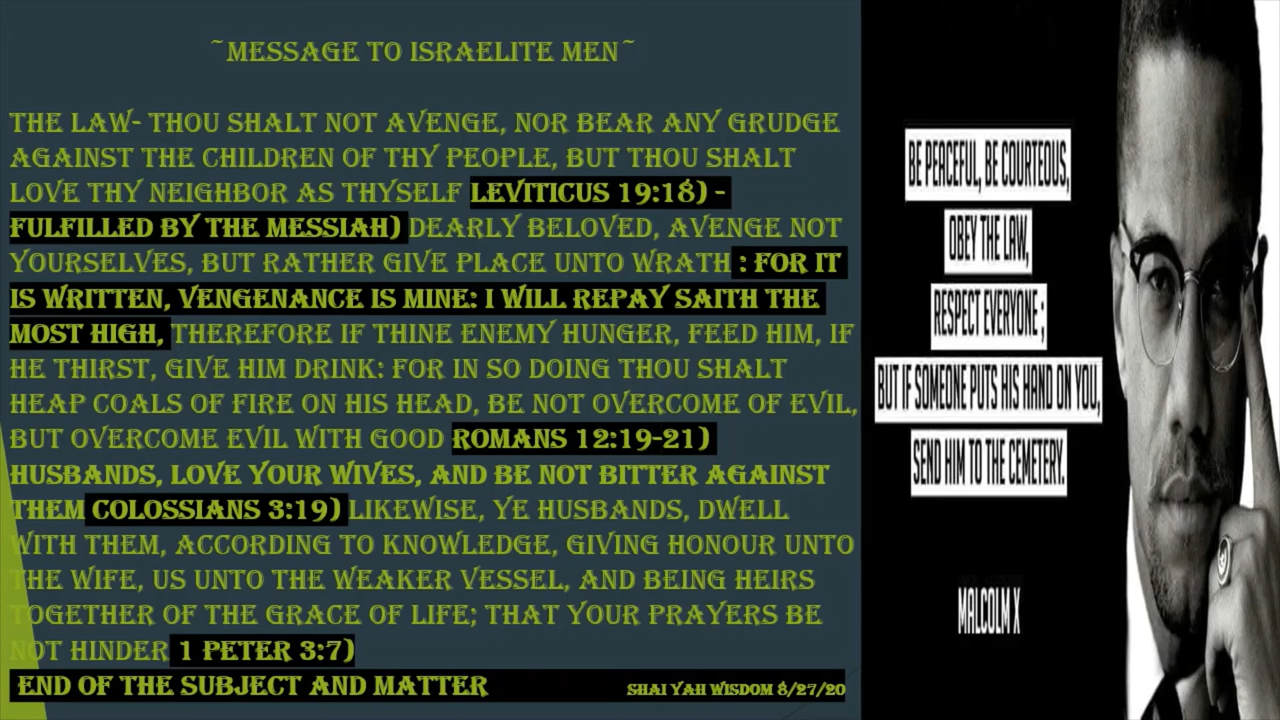 ~MESSAGE TO ISRAELITE MEN~
THE LAW- THOU SHALT NOT AVENGE, NOR BEAR ANY GRUDGE
AGAINST THE CHILDREN OF THY PEOPLE, BUT THOU SHALT
LOVE THY NEIGHBOR AS THYSELF LEVITICUS 19:18) -
FULFILLED BY THE MESSIAH) DEARLY BELOVED, AVENGE NOT
YOURSELVES, BUT RATHER GIVE PLACE UNTO WRATH : FOR IT
IS WRITTEN, VENGENANCE IS MINE: I WILL REPAY SAITH THE
MOST HIGH, THEREFORE IF THINE ENEMY HUNGER, FEED HIM, IF
HE THIRST, GIVE HIM DRINK: FOR IN SO DOING THOU SHALT
HEAP COALS OF FIRE ON HIS HEAD, BE NOT OVERCOME OF EVIL,
BUT OVERCOME EVIL WITH GOOD ROMANS 12:19-21)
HUSBANDS, LOVE YOUR WIVES, AND BE NOT BITTER AGAINST
THEM COLOSSIANS 3:19) LIKEWISE, YE HUSBANDS, DWELL
WITH THEM, ACCORDING TO KNOWLEDGE, GIVING HONOUR UNTO
THE WIFE, US UNTO THE WEAKER VESSEL, AND BEING HEIRS
TOGETHER OF THE GRACE OF LIFE; THAT YOUR PRAYERS BE
NOT HINDER 1 PETER 3:7)
END OF THE SUBJECT AND MATTER SHAI YAH WISDOM 8/27/20
BE PEACEFUL, BE COURTEOUS,
OBEY THE LAW,
RESPECT EVERYONE ;
BUT IF SOMEONE PUTS HIS HAND ON YOU,
SEND HIM TO THE CEMETERY.
MALCOLM X